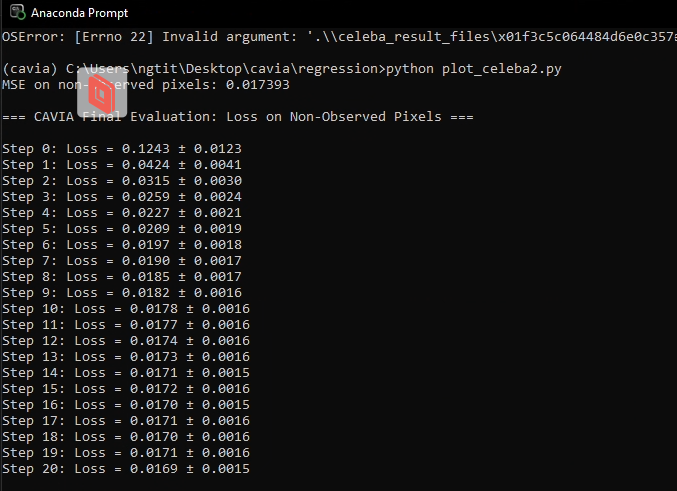 Anaconda Prompt
OSError: [Errno 22] Invalid argument: '.\\celeba_result_files\x01f3c5c064484d6e0c357
(cavia) C:\Users\ngtit\Desktop\cavia\regression>python plot_celeba2.py
MSE on non-observed pixels: 0.017393
=== CAVIA Final Evaluation: Loss on Non-Observed Pixels ===
Step 0: Loss = 0.1243 ± 0.0123
Step 1: Loss = 0.0424 ± 0.0041
Step 2: Loss = 0.0315 ± 0.0030
Step 3: Loss = 0.0259 ± 0.0024
Step 4: Loss = 0.0227 ± 0.0021
Step 5: Loss = 0.0209 ± 0.0019
Step 6: Loss = 0.0197 ± 0.0018
Step 7: Loss = 0.0190 ± 0.0017
Step 8: Loss = 0.0185 ± 0.0017
Step 9: Loss = 0.0182 ± 0.0016
Step 10: Loss = 0.0178 ± 0.0016
Step 11: Loss = 0.0177 ± 0.0016
Step 12: Loss = 0.0174 ± 0.0016
Step 13: Loss = 0.0173 ± 0.0016
Step 14: Loss = 0.0171 ± 0.0015
Step 15: Loss = 0.0172 ± 0.0016
Step 16: Loss = 0.0170 ± 0.0015
Step 17: Loss = 0.0171 ± 0.0016
Step 18: Loss = 0.0170 ± 0.0016
Step 19: Loss = 0.0171 ± 0.0016
Step 20: Loss = 0.0169 ± 0.0015